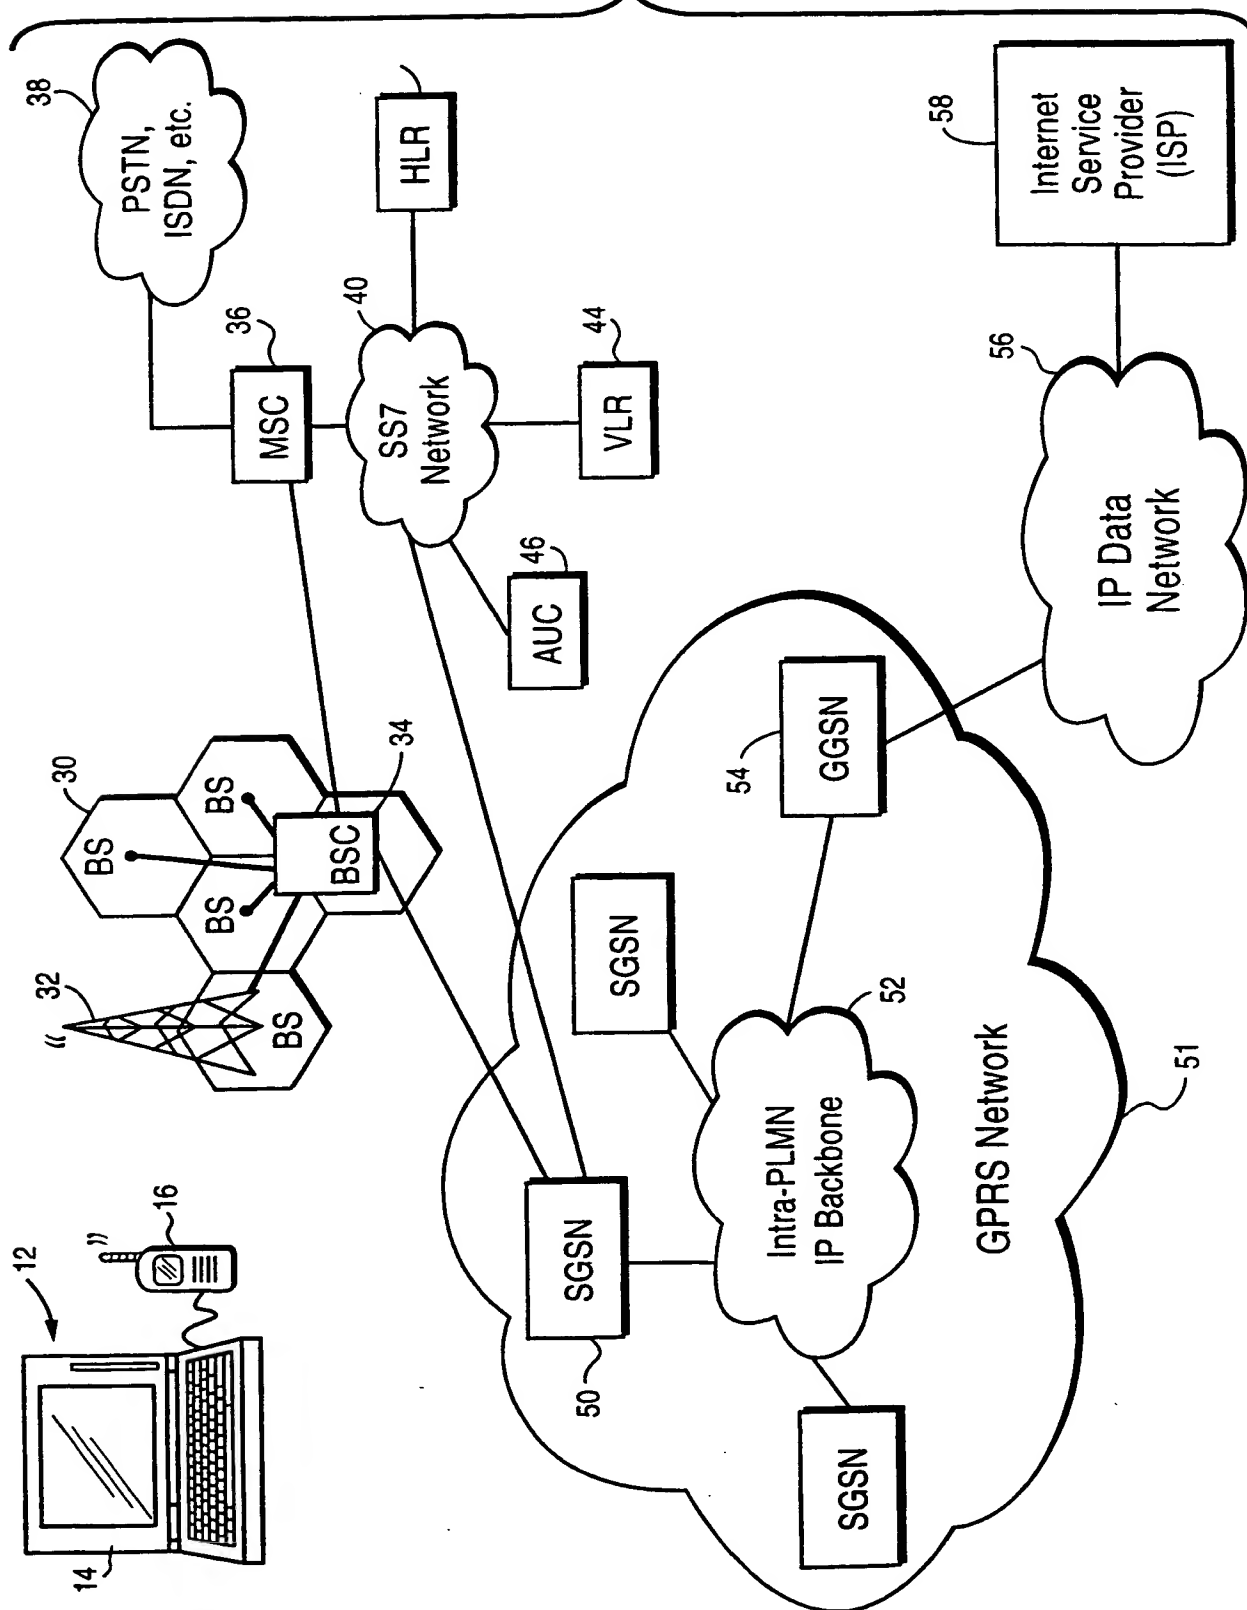 12
14
16
32
BS
BS
BS
30
BS
BSC
34
36
MSC
38
PSTN,
ISDN, etc.
40
SS7
Network
HLR
44
VLR
46
AUC
50
SGSN
SGSN
SGSN
54
GGSN
52
Intra-PLMN
IP Backbone
GPRS Network
51
56
IP Data
Network
58
Internet
Service
Provider
(ISP)